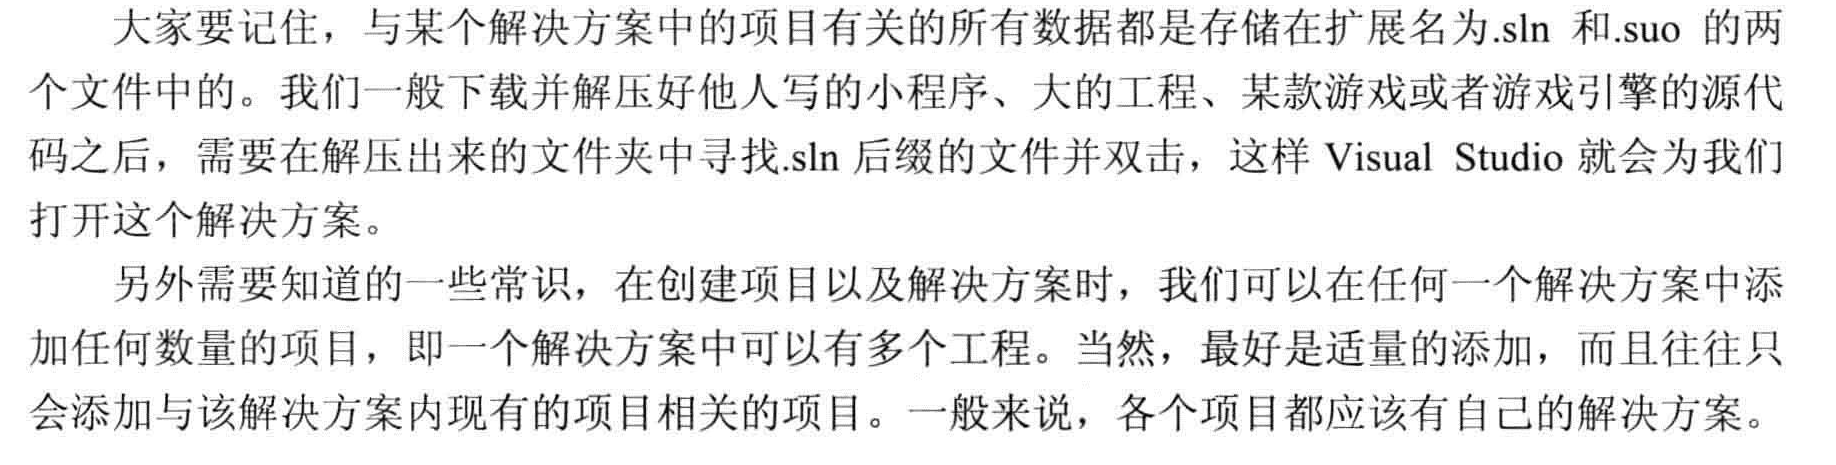 大家要记住，与某个解决方案中的项目有关的所有数据都是存储在扩展名为.sln 和.suo 的两
个文件中的。我们一般下载并解压好他人写的小程序、大的工程、某款游戏或者游戏引擎的源代
码之后，需要在解压出来的文件夹中寻找.sln 后缀的文件并双击，这样 Visual Studio 就会为我们
打开这个解决方案。
另外需要知道的一些常识，在创建项目以及解决方案时，我们可以在任何一个解决方案中添
加任何数量的项目，即一个解决方案中可以有多个工程。当然，最好是适量的添加，而且往往只
会添加与该解决方案内现有的项目相关的项目。一般来说，各个项目都应该有自己的解决方案。